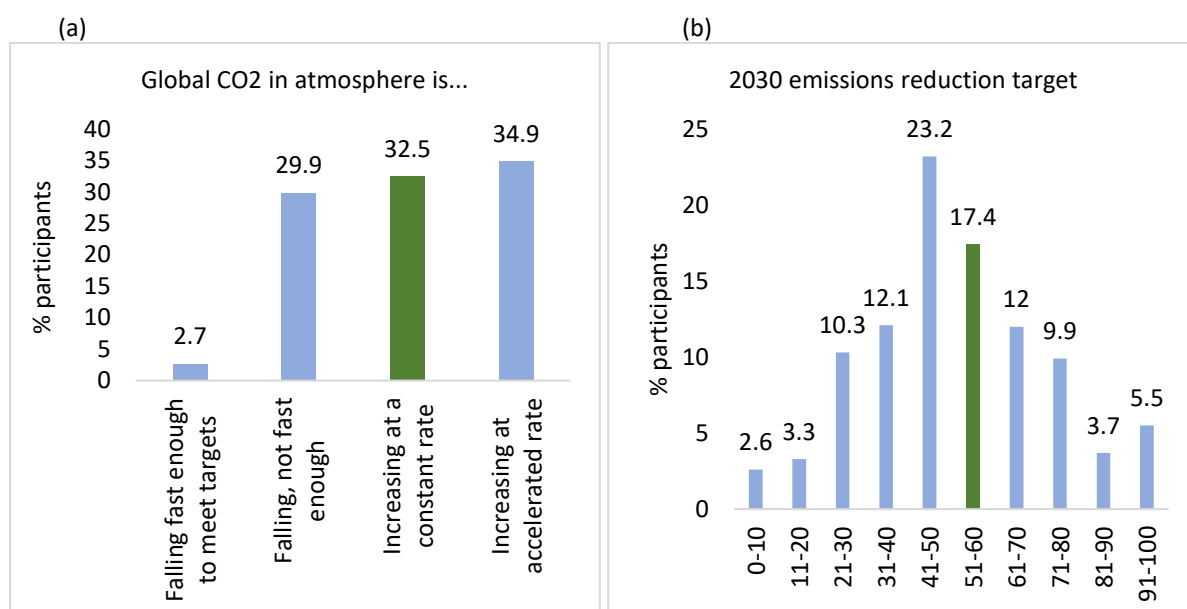 (a)
Global CO2 in atmosphere is...
% participants
40
35
30
25
20
15
10
5
0
2.7
29.9
32.5
34.9
Falling fast enough
to meet targets
Falling, not fast
enough
Increasing at a
constant rate
Increasing at
accelerated rate
(b)
2030 emissions reduction target
% participants
25
20
15
10
5
0
2.6
3.3
10.3
12.1
23.2
17.4
12
9.9
3.7
5.5
0-10
11-20
21-30
31-40
41-50
51-60
61-70
71-80
81-90
91-100